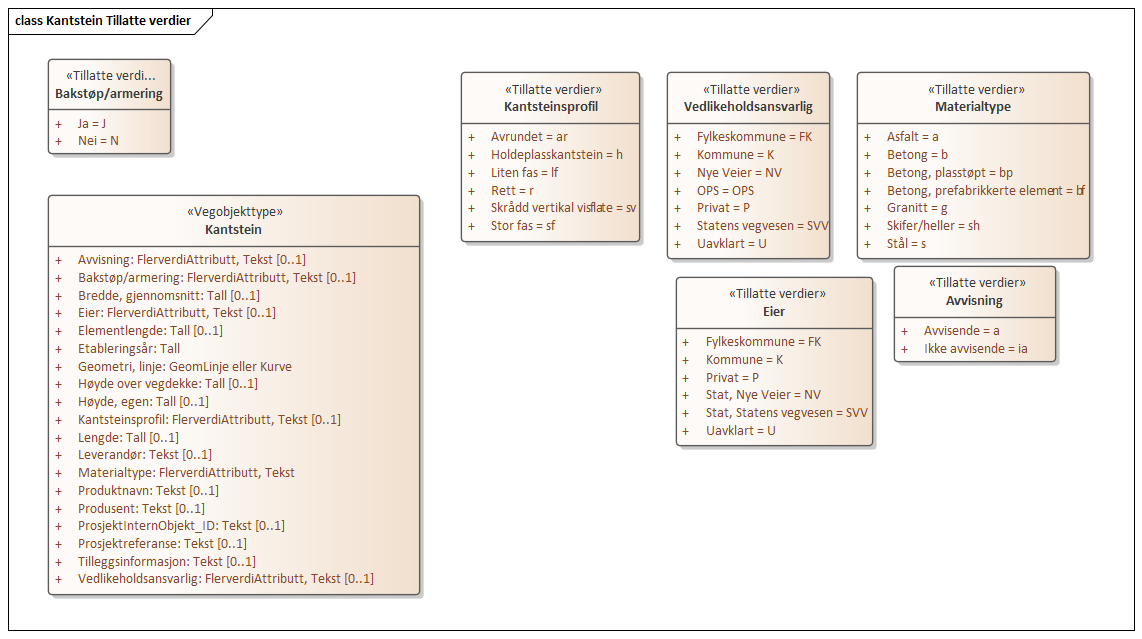 class Kantstein Tillatte verdier
«Tillatte verdi...
Bakstøp/armering
+ Ja = J
+ Nei = N
«Vegobjekttype»
Kantstein
+ Avvisning: FlerverdiAttributt, Tekst [0..1]
+ Bakstøp/armering: FlerverdiAttributt, Tekst [0..1]
+ Bredde, gjennomsnitt: Tall [0..1]
+ Eier: FlerverdiAttributt, Tekst [0..1]
+ Elementlengde: Tall [0..1]
+ Etableringsår: Tall
+ Geometri, linje: GeomLinje eller Kurve
+ Høyde over vegdekke: Tall [0..1]
+ Høyde, egen: Tall [0..1]
+ Kantsteinsprofil: FlerverdiAttributt, Tekst [0..1]
+ Lengde: Tall [0..1]
+ Leverandør: Tekst [0..1]
+ Materialtype: FlerverdiAttributt, Tekst
+ Produktnavn: Tekst [0..1]
+ Produsent: Tekst [0..1]
+ ProsjektInternObjekt_ID: Tekst [0..1]
+ Prosjektreferanse: Tekst [0..1]
+ Tilleggsinformasjon: Tekst [0..1]
+ Vedlikeholdsansvarlig: FlerverdiAttributt, Tekst [0..1]
«Tillatte verdier»
Kantsteinsprofil
+ Avrundet = ar
+ Holdeplasskantstein = h
+ Liten fas = lf
+ Rett = r
+ Skrådd vertikal visflate = sv
+ Stor fas = sf
«Tillatte verdier»
Vedlikeholdsansvarlig
+ Fylkeskommune = FK
+ Kommune = K
+ Nye Veier = NV
+ OPS = OPS
+ Privat = P
+ Statens vegvesen = SVV
+ Uavklart = U
«Tillatte verdier»
Materialtype
+ Asfalt = a
+ Betong = b
+ Betong, plasstøpt = bp
+ Betong, prefabrikkerte element = bf
+ Granitt = g
+ Skifer/heller = sh
+ Stål = s
«Tillatte verdier»
Eier
+ Fylkeskommune = FK
+ Kommune = K
+ Privat = P
+ Stat, Nye Veier = NV
+ Stat, Statens vegvesen = SVV
+ Uavklart = U
«Tillatte verdier»
Avvisning
+ Avvisende = a
+ Ikke avvisende = ia